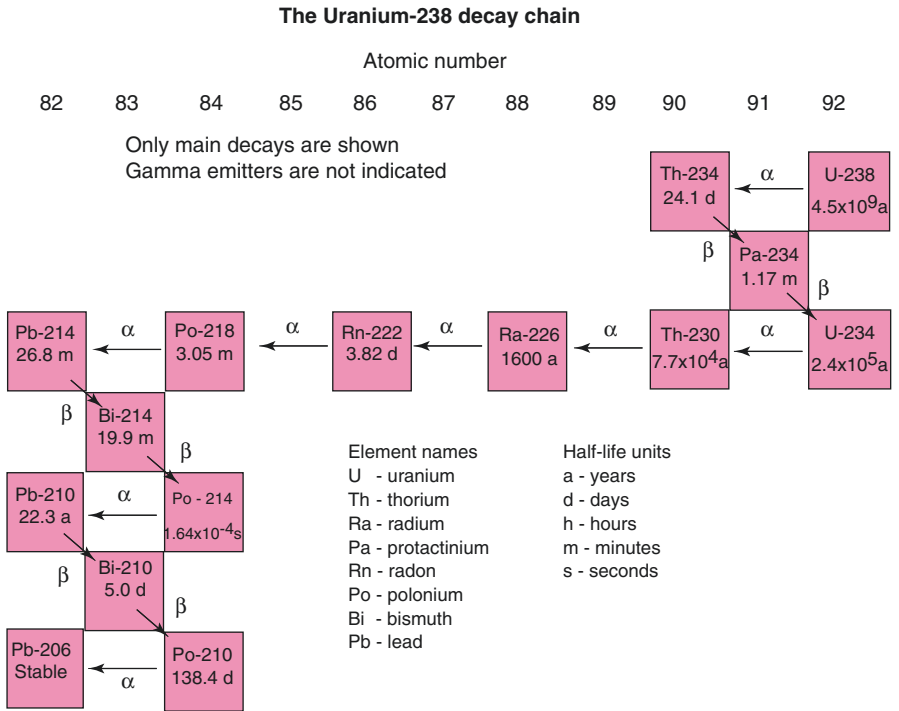 The Uranium-238 decay chain
Atomic number
82 83 84 85 86 87 88 89 90 91 92
Only main decays are shown
Gamma emitters are not indicated
Th-234
24.1 d
α
U-238
4.5x10⁹a
β
Pa-234
1.17 m
β
Pb-214
26.8 m
α
Po-218
3.05 m
α
Rn-222
3.82 d
α
Ra-226
1600 a
α
Th-230
7.7x10⁴a
α
U-234
2.4x10⁵a
β
Bi-214
19.9 m
β
Pb-210
22.3 a
α
Po - 214
1.64x10⁻⁴s
β
Bi-210
5.0 d
β
Pb-206
Stable
α
Po-210
138.4 d
Element names
U - uranium
Th - thorium
Ra - radium
Pa - protactinium
Rn - radon
Po - polonium
Bi - bismuth
Pb - lead
Half-life units
a - years
d - days
h - hours
m - minutes
s - seconds